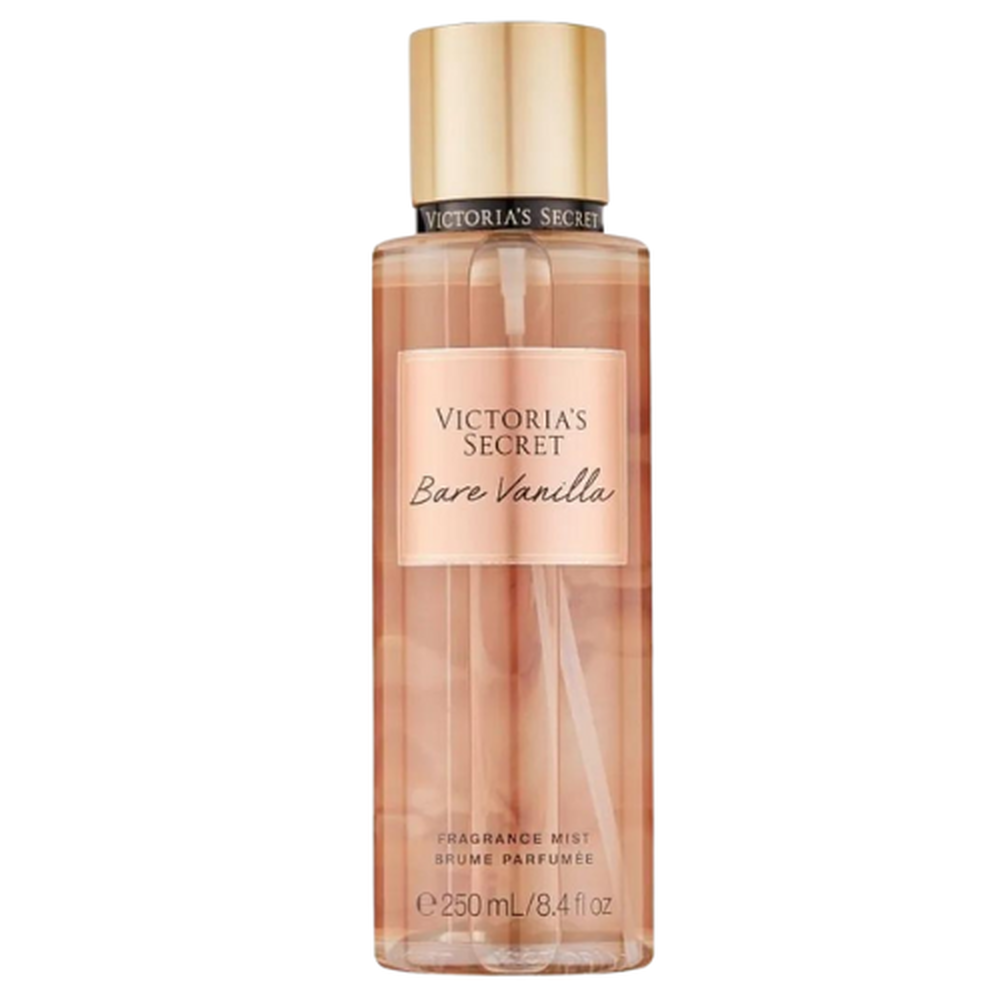 VICTORIA'S SECRET
VICTORIA'S
SECRET
Bare Vanilla
FRAGRANCE MIST
BRUME PARFUMÉE
℮ 250 mL/8.4 fl oz